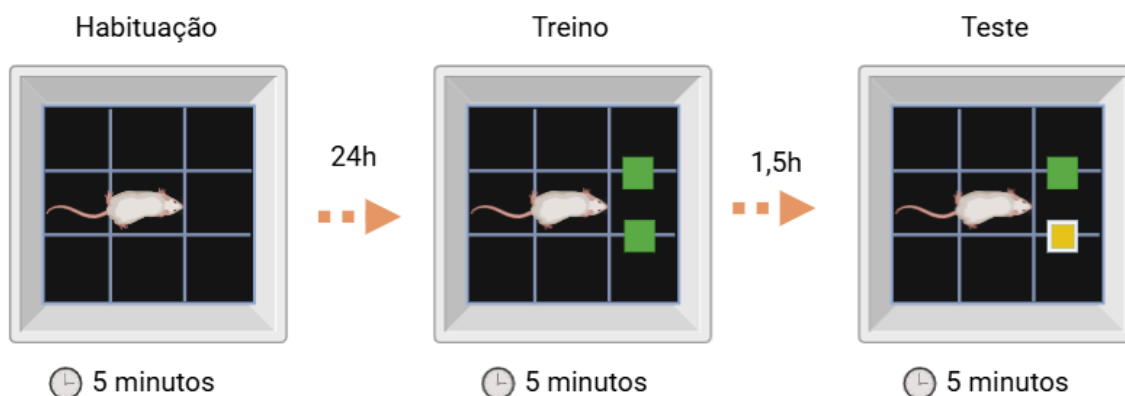 Habituação
Treino
Teste
24h
1,5h
5 minutos
5 minutos
5 minutos